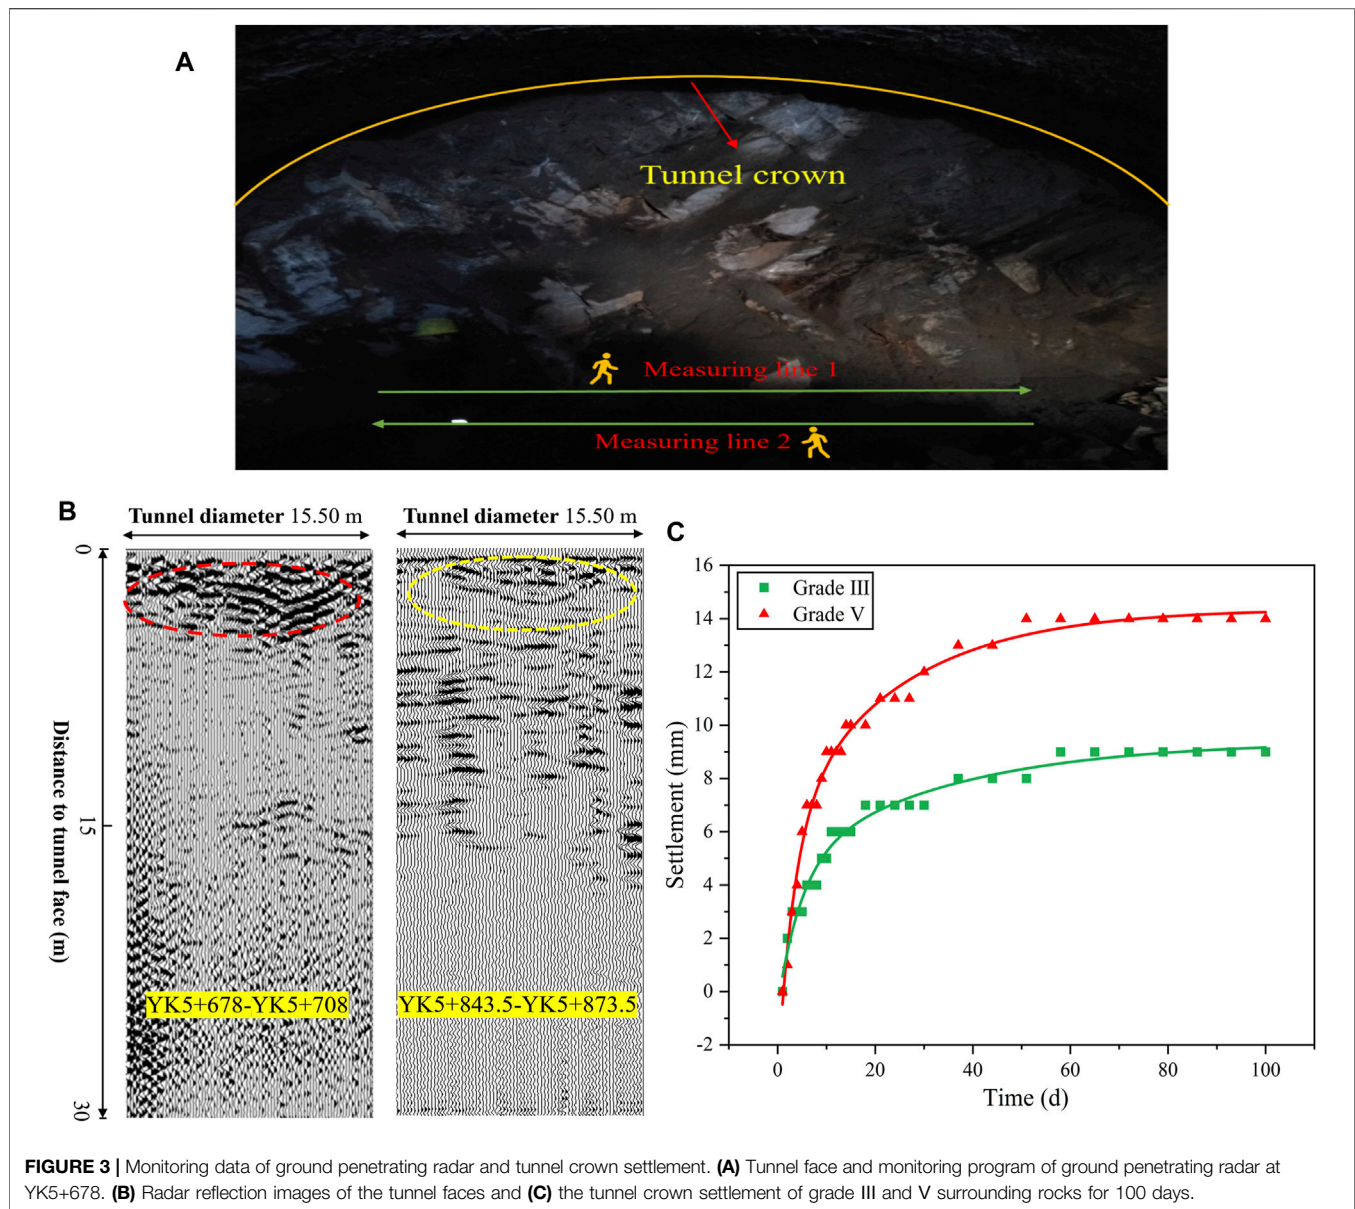 A
Tunnel crown
Measuring line 1
Measuring line 2
B
Tunnel diameter 15.50 m
Tunnel diameter 15.50 m
0
15
30
Distance to tunnel face (m)
YK5+678-YK5+708
YK5+843.5-YK5+873.5
C
16
14
12
10
8
6
4
2
0
-2
Settlement (mm)
Grade III
Grade V
0
20
40
60
80
100
Time (d)
FIGURE 3 | Monitoring data of ground penetrating radar and tunnel crown settlement. (A) Tunnel face and monitoring program of ground penetrating radar at
YK5+678. (B) Radar reflection images of the tunnel faces and (C) the tunnel crown settlement of grade III and V surrounding rocks for 100 days.